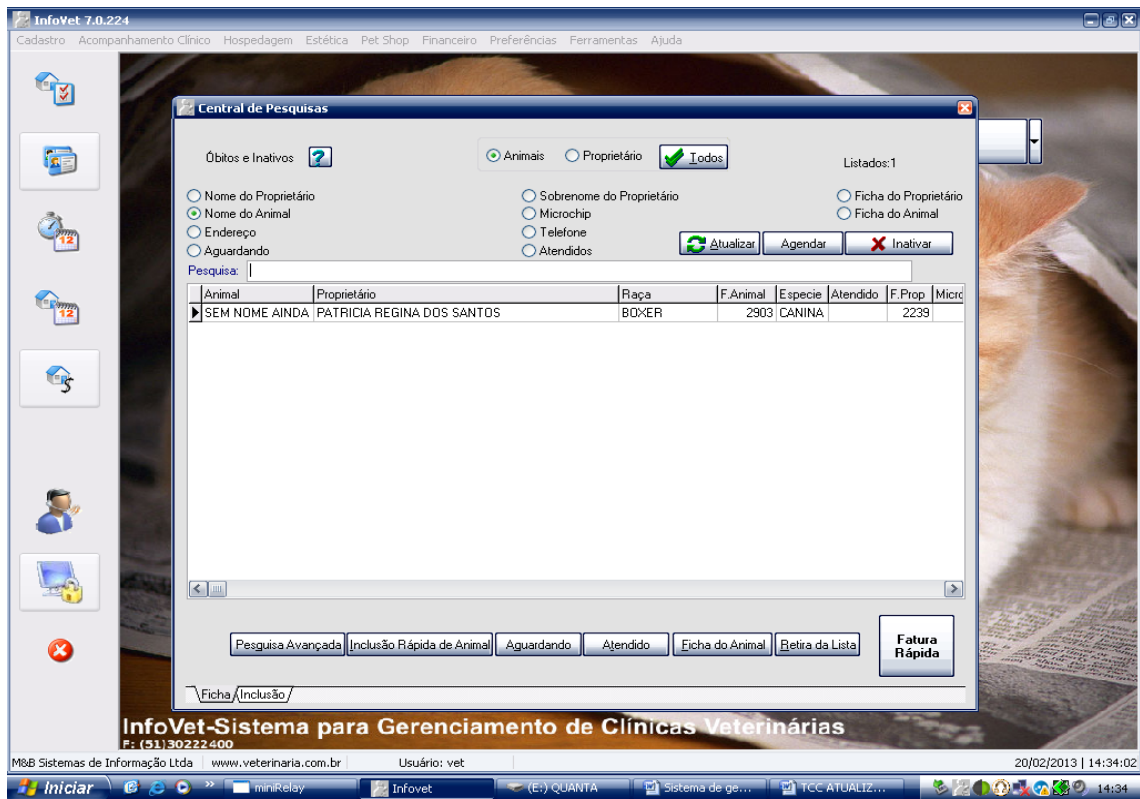 InfoVet 7.0.224
Cadastro Acompanhamento Clínico Hospedagem Estética Pet Shop Financeiro Preferências Ferramentas Ajuda
Central de Pesquisas
Óbitos e Inativos ? Animais Proprietário Todos Listados:1
Nome do Proprietário Sobrenome do Proprietário Ficha do Proprietário
Nome do Animal Microchip Ficha do Animal
Endereço Telefone
Aguardando Atendidos Atualizar Agendar Inativar
Pesquisa:
Animal Proprietário Raça F.Animal Especie Atendido F.Prop Micro
SEM NOME AINDA PATRICIA REGINA DOS SANTOS BOXER 2903 CANINA 2239
Pesquisa Avançada Inclusão Rápida de Animal Aguardando Atendido Ficha do Animal Retira da Lista Fatura Rápida
Ficha Inclusão
12
12
S
InfoVet-Sistema para Gerenciamento de Clínicas Veterinárias
F: (51)30222400
M&B Sistemas de Informação Ltda www.veterinaria.com.br Usuário: vet 20/02/2013 | 14:34:02
Iniciar » miniRelay Infovet (E:) QUANTA Sistema de ge... TCC ATUALIZ... 14:34